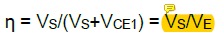 η = VS/(VS+VCE1) = VS/VE